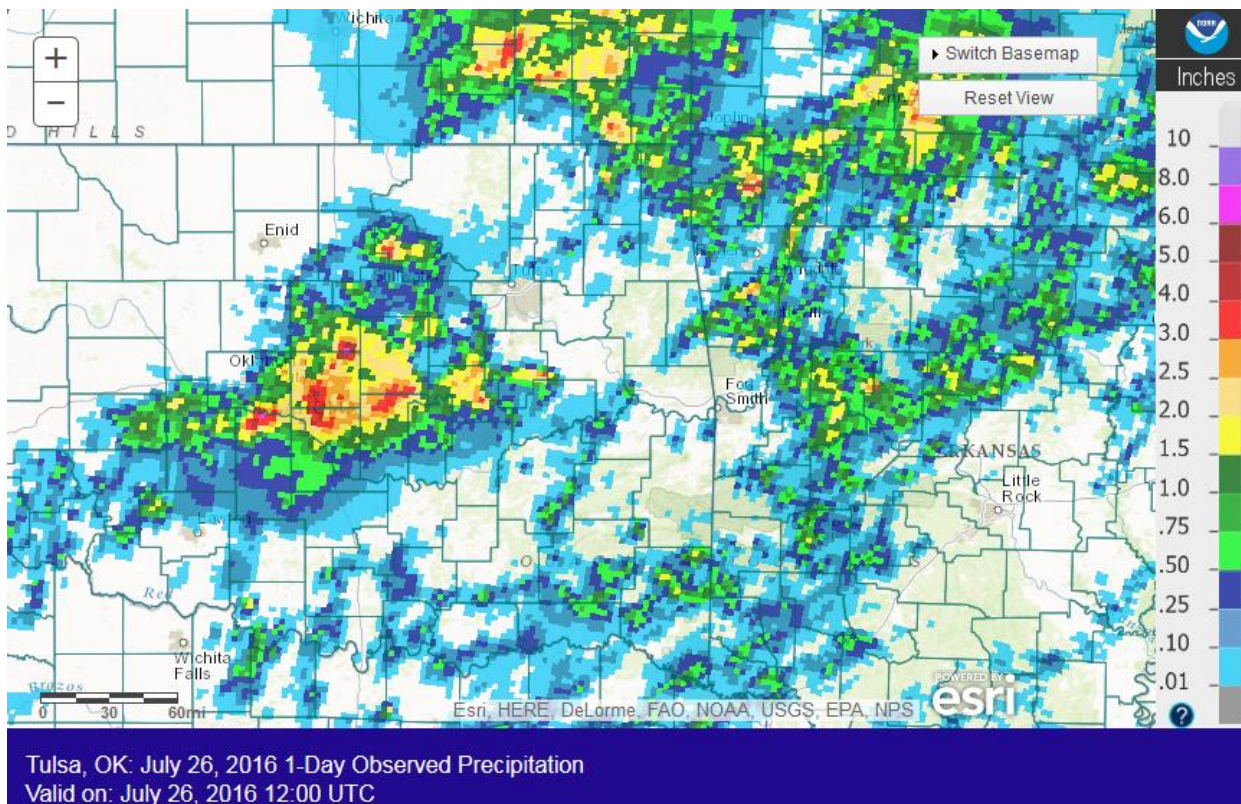 Wichita
+
−
Switch Basemap
Reset View
NOAA
Inches
D HILLS
Joplin
10
8.0
6.0
5.0
4.0
3.0
2.5
2.0
1.5
1.0
.75
.50
.25
.10
.01
Enid
Tulsa
Fort
Smith
ARKANSAS
Little
Rock
Red
Wichita
Falls
Brazos
0 30 60mi
POWERED BY
esri
Esri, HERE, DeLorme, FAO, NOAA, USGS, EPA, NPS
?
Tulsa, OK: July 26, 2016 1-Day Observed Precipitation
Valid on: July 26, 2016 12:00 UTC